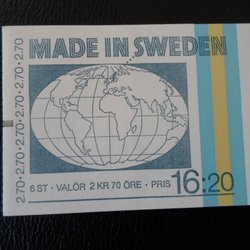 MADE IN SWEDEN
2.70·2.70·2.70·2.70·2.70·2.70
6 ST · VALÖR 2 KR 70 ÖRE · PRIS 16:20